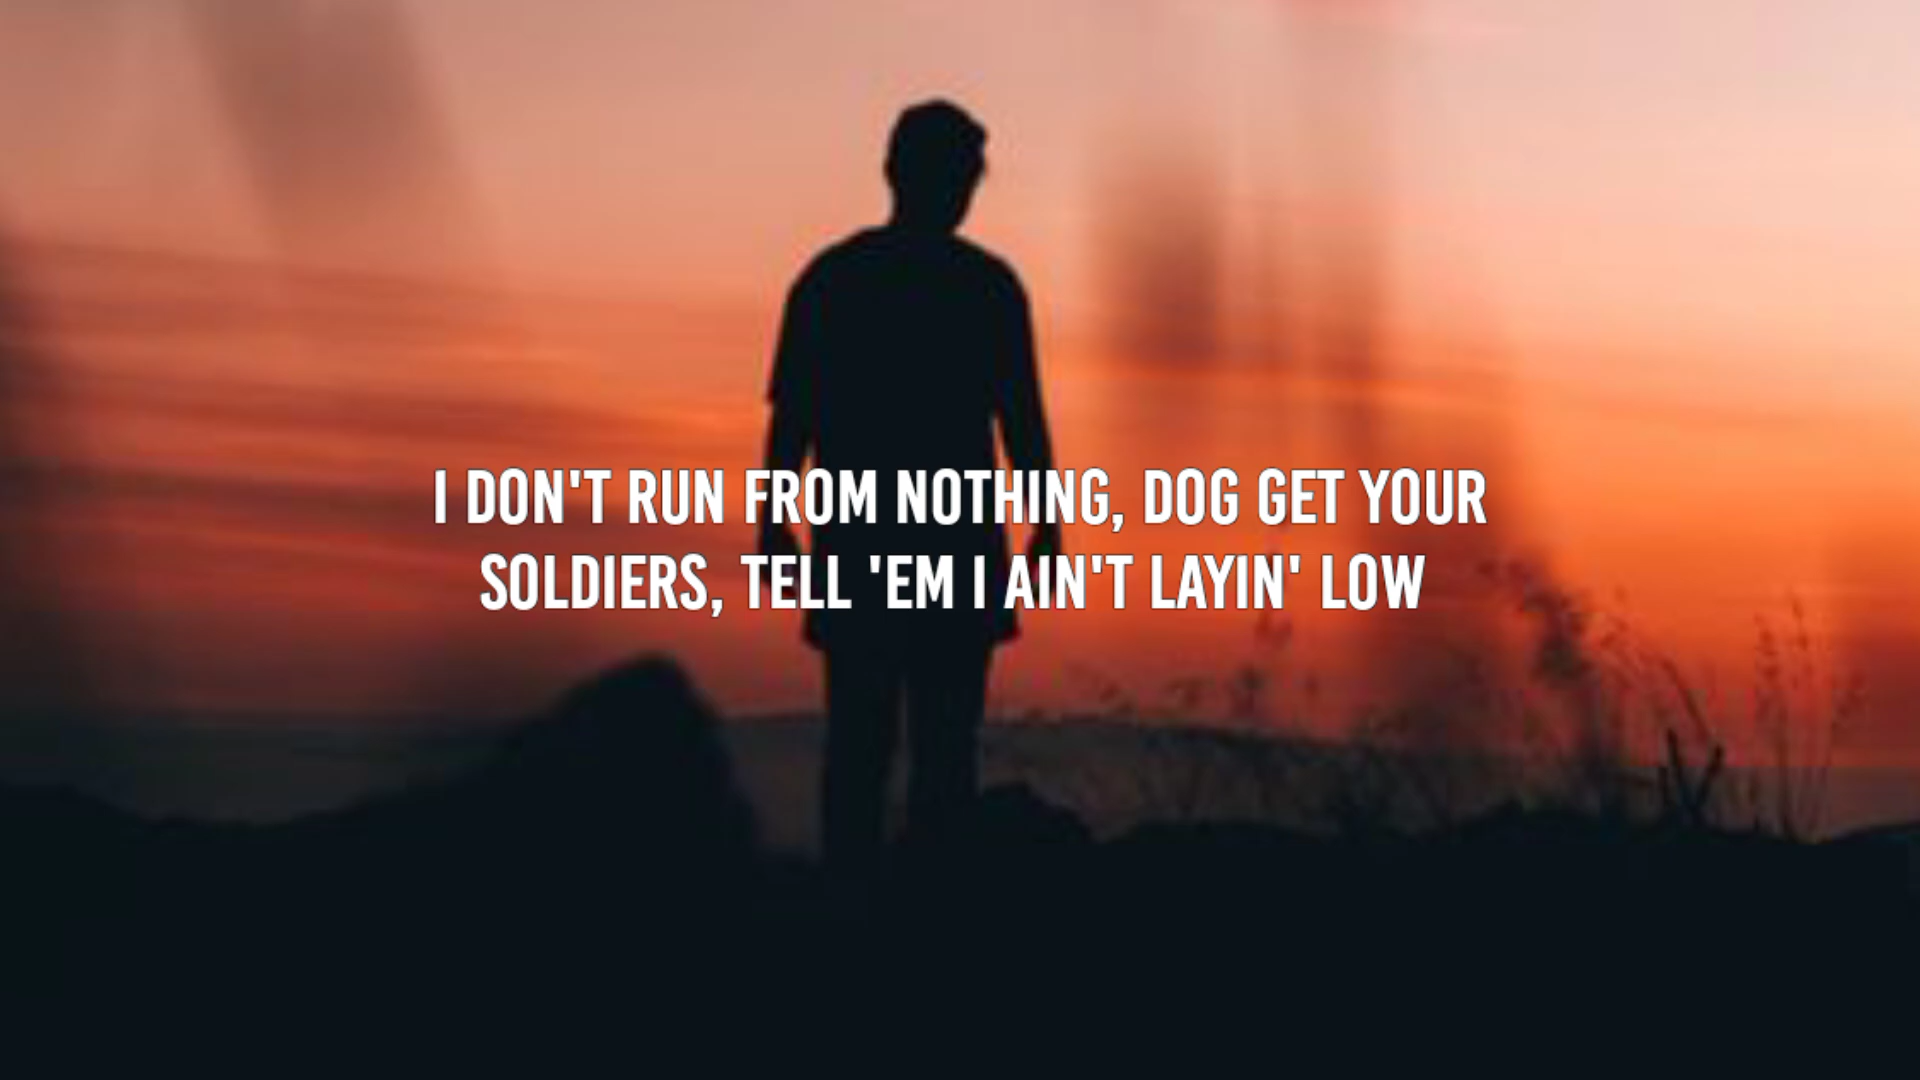 I DON'T RUN FROM NOTHING, DOG GET YOUR
SOLDIERS, TELL 'EM I AIN'T LAYIN' LOW